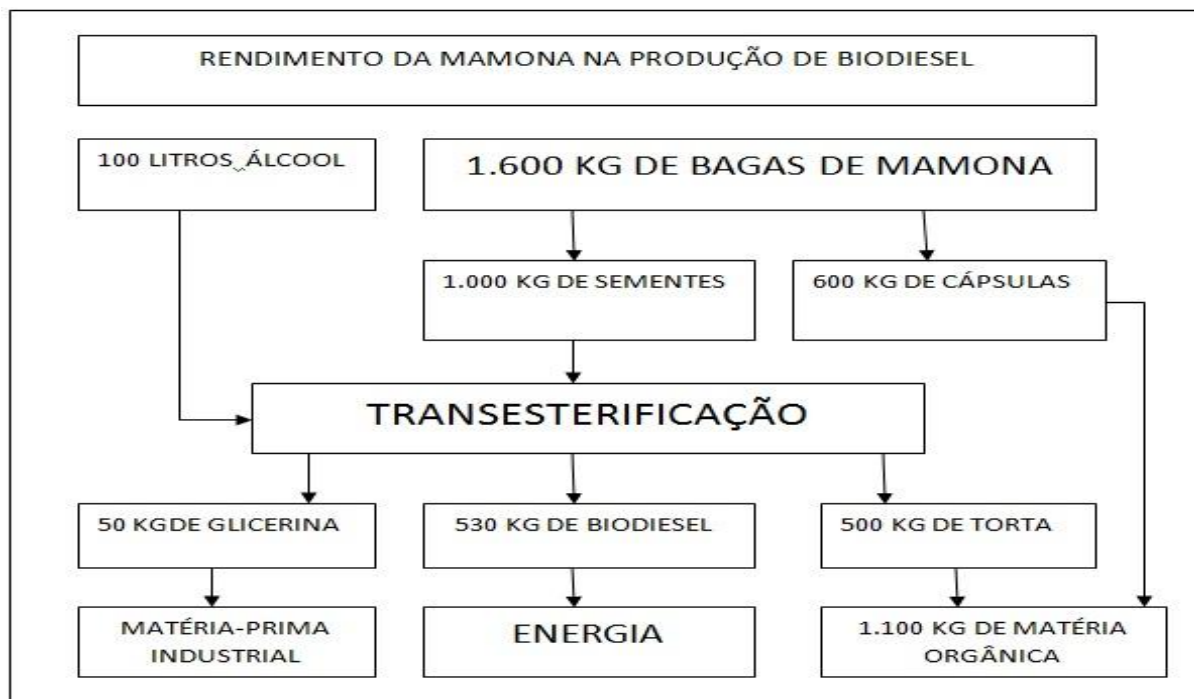 RENDIMENTO DA MAMONA NA PRODUÇÃO DE BIODIESEL
100 LITROS ÁLCOOL
1.600 KG DE BAGAS DE MAMONA
1.000 KG DE SEMENTES
600 KG DE CÁPSULAS
TRANSESTERIFICAÇÃO
50 KG DE GLICERINA
530 KG DE BIODIESEL
500 KG DE TORTA
MATÉRIA-PRIMA
INDUSTRIAL
ENERGIA
1.100 KG DE MATÉRIA
ORGÂNICA